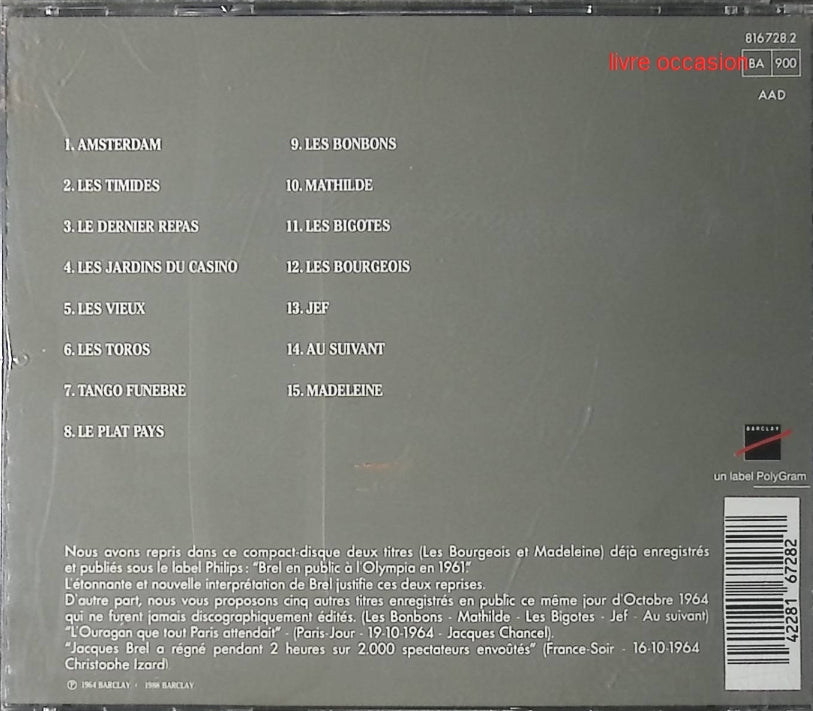 816728.2
livre occasion
BA 900
AAD
1. AMSTERDAM
2. LES TIMIDES
3. LE DERNIER REPAS
4. LES JARDINS DU CASINO
5. LES VIEUX
6. LES TOROS
7. TANGO FUNEBRE
8. LE PLAT PAYS
9. LES BONBONS
10. MATHILDE
11. LES BIGOTES
12. LES BOURGEOIS
13. JEF
14. AU SUIVANT
15. MADELEINE
BARCLAY
un label PolyGram
Nous avons repris dans ce compact-disque deux titres (Les Bourgeois et Madeleine) déjà enregistrés
et publiés sous le label Philips : "Brel en public à l'Olympia en 1961."
L'étonnante et nouvelle interprétation de Brel justifie ces deux reprises.
D'autre part, nous vous proposons cinq autres titres enregistrés en public ce même jour d'Octobre 1964
qui ne furent jamais discographiquement édités. (Les Bonbons - Mathilde - Les Bigotes - Jef - Au suivant)
"L'Ouragan que tout Paris attendait" - (Paris-Jour - 19-10-1964 - Jacques Chancel).
"Jacques Brel a régné pendant 2 heures sur 2.000 spectateurs envoûtés" (France-Soir - 16-10-1964
Christophe Izard).
℗ 1964 BARCLAY · 1988 BARCLAY
42281 67282